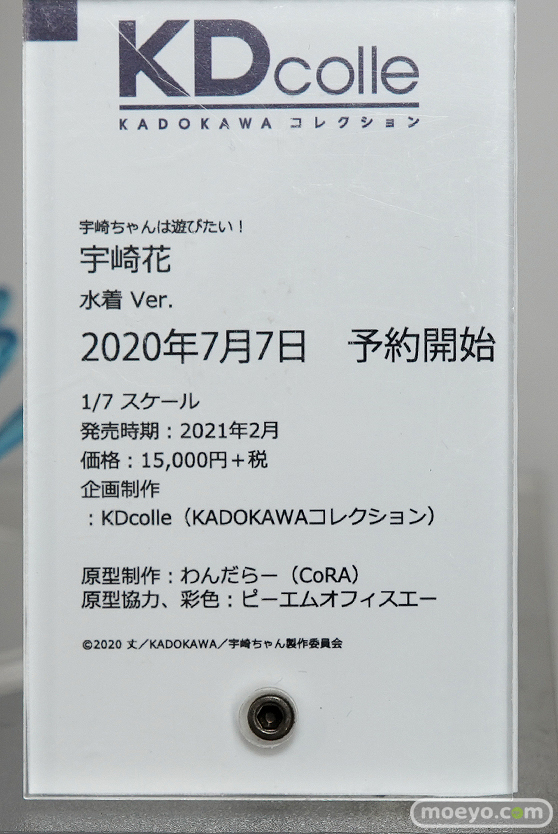 KDcolle
KADOKAWA コレクション
宇崎ちゃんは遊びたい！
宇崎花
水着 Ver.
2020年7月7日　予約開始
1/7 スケール
発売時期：2021年2月
価格：15,000円＋税
企画制作
：KDcolle（KADOKAWAコレクション）
原型制作：わんだらー（CoRA）
原型協力、彩色：ピーエムオフィスエー
©2020 丈／KADOKAWA／宇崎ちゃん製作委員会
moeyo.com